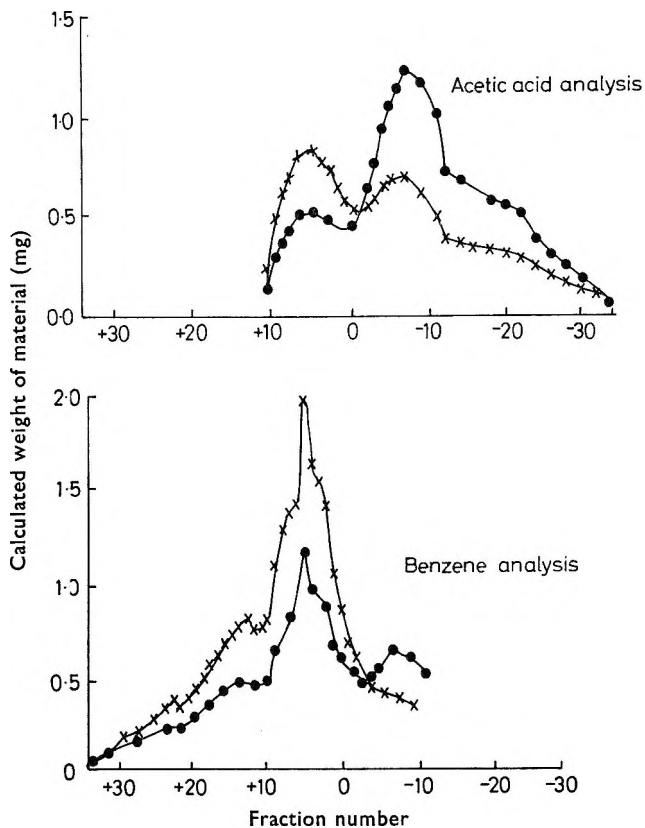 1·5
Acetic acid analysis
1·0
0·5
0·0
+30 +20 +10 0 -10 -20 -30
Calculated weight of material (mg)
2·0
1·5
Benzene analysis
1·0
0·5
0
+30 +20 +10 0 -10 -20 -30
Fraction number